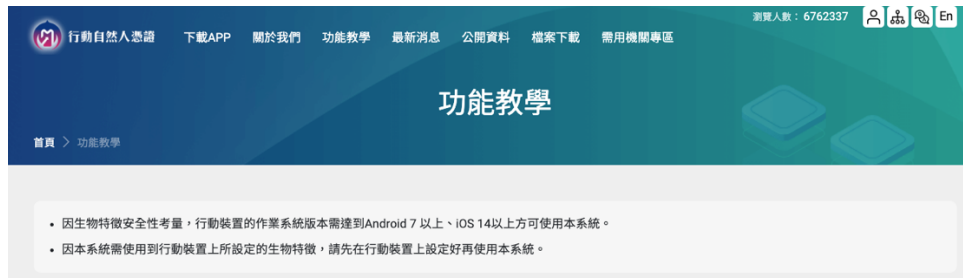 瀏覽人數：6762337 En
行動自然人憑證 下載APP 關於我們 功能教學 最新消息 公開資料 檔案下載 需用機關專區
功能教學
首頁 > 功能教學
• 因生物特徵安全性考量，行動裝置的作業系統版本需達到Android 7 以上、iOS 14以上方可使用本系統。
• 因本系統需使用到行動裝置上所設定的生物特徵，請先在行動裝置上設定好再使用本系統。